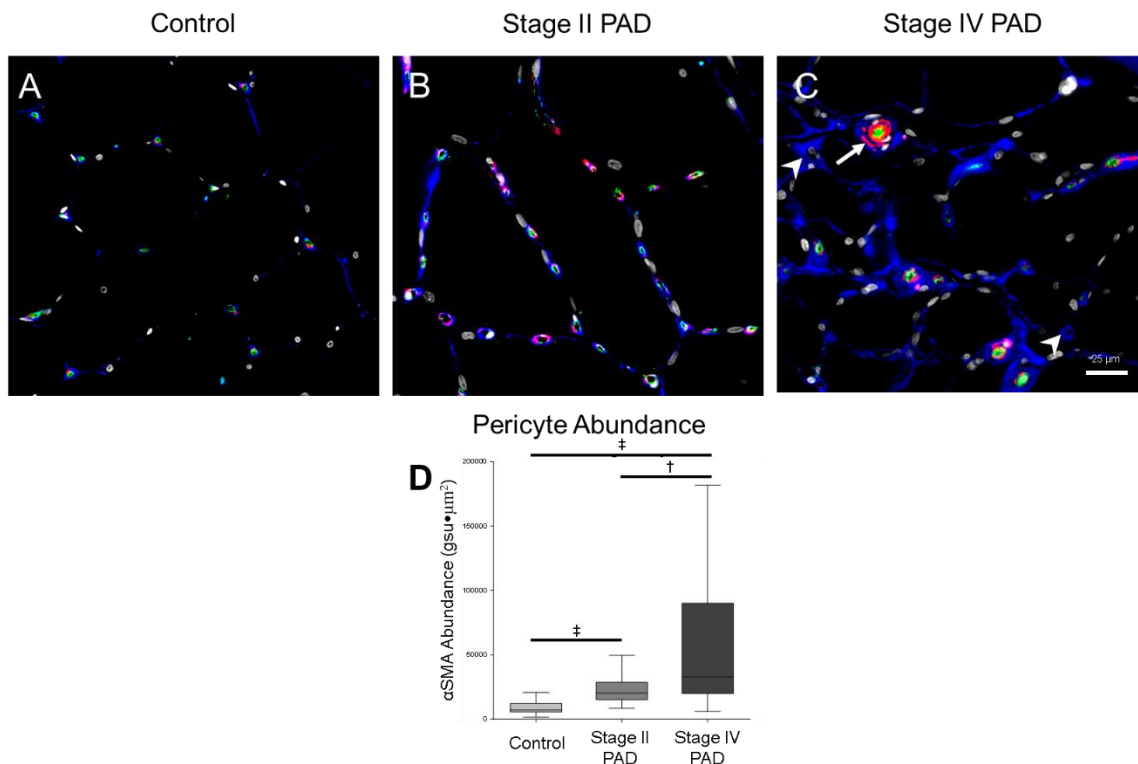 Control
Stage II PAD
Stage IV PAD
A
B
C
25 μm
Pericyte Abundance
‡
†
D
200000
150000
100000
50000
0
αSMA Abundance (gsu•μm²)
‡
Control
Stage II
PAD
Stage IV
PAD